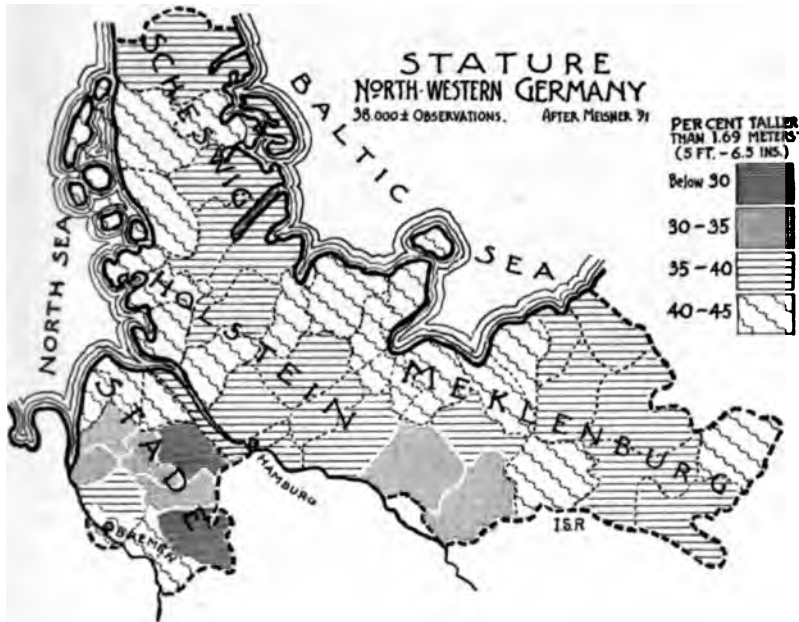 STATURE
NORTH-WESTERN GERMANY
38.000 ± OBSERVATIONS. AFTER MEISNER '91
PER CENT TALLER
THAN 1.69 METERS
(5 FT. - 6.5 INS.)
Below 30
30-35
35-40
40-45
SCHLESWIG
BALTIC
SEA
NORTH SEA
HOLSTEIN
MEKLENBURG
STADE
HAMBURG
BREMEN
I.S.R